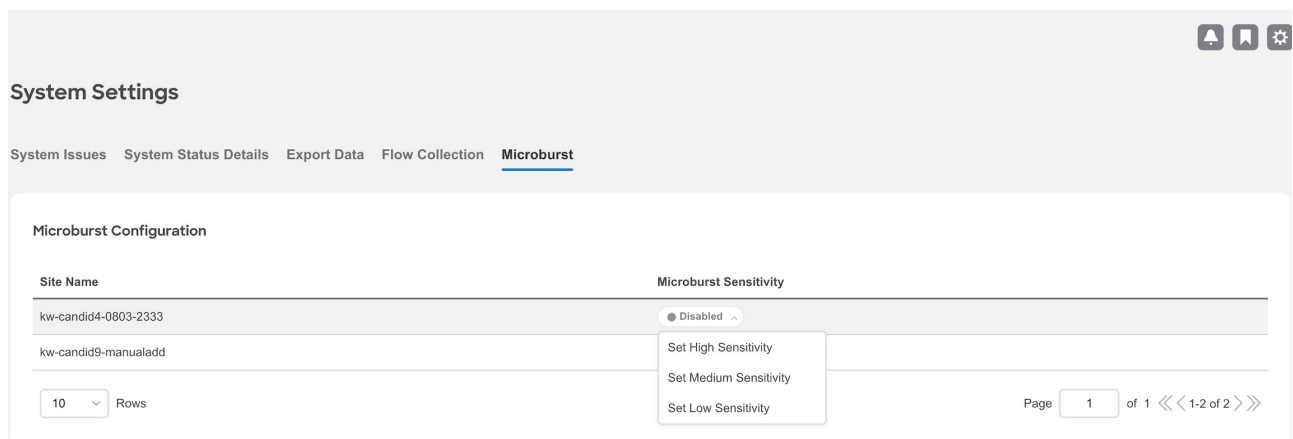 System Settings
System Issues System Status Details Export Data Flow Collection Microburst
Microburst Configuration
Site Name Microburst Sensitivity
kw-candid4-0803-2333 Disabled
kw-candid9-manualadd
Set High Sensitivity
Set Medium Sensitivity
Set Low Sensitivity
10 Rows Page 1 of 1 1-2 of 2